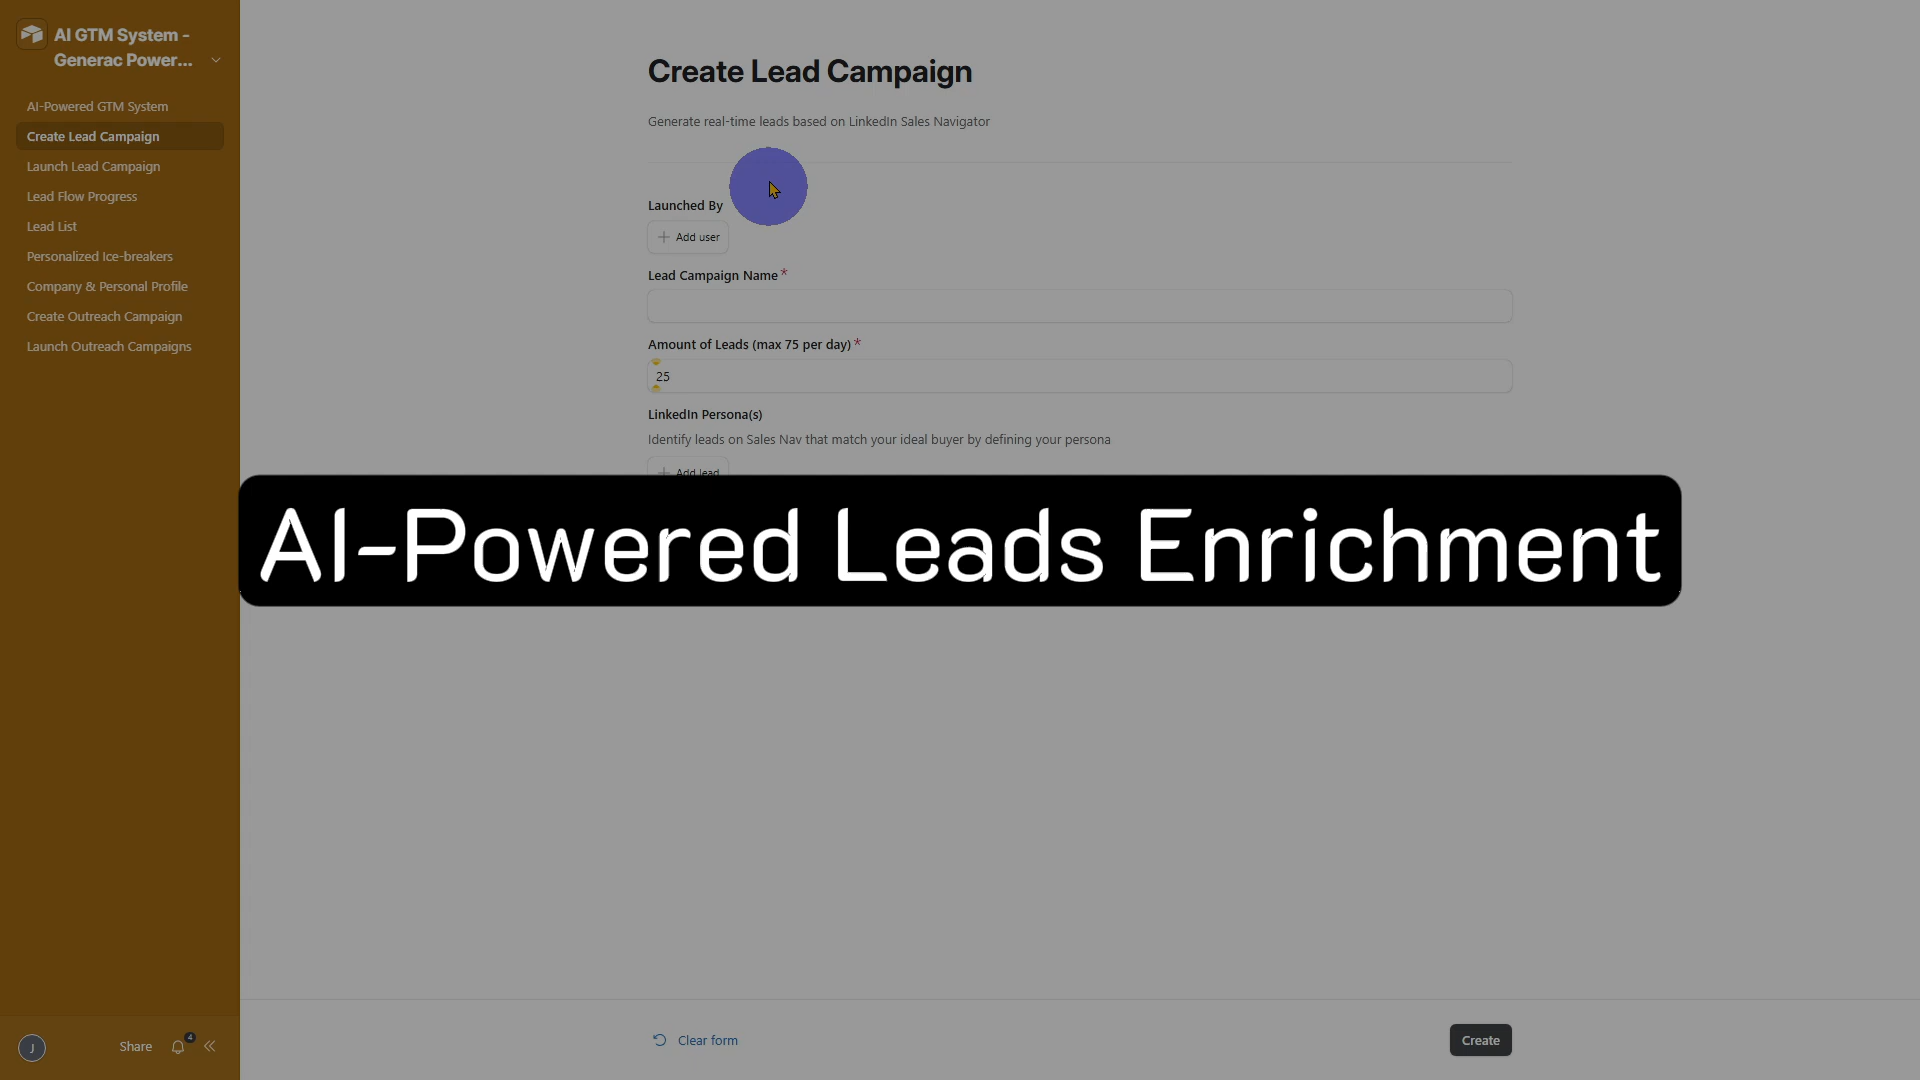 AI GTM System -
Generac Power...
AI-Powered GTM System
Create Lead Campaign
Launch Lead Campaign
Lead Flow Progress
Lead List
Personalized Ice-breakers
Company & Personal Profile
Create Outreach Campaign
Launch Outreach Campaigns
Create Lead Campaign
Generate real-time leads based on LinkedIn Sales Navigator
Launched By
Add user
Lead Campaign Name *
Amount of Leads (max 75 per day) *
25
LinkedIn Persona(s)
Identify leads on Sales Nav that match your ideal buyer by defining your persona
Add lead
AI-Powered Leads Enrichment
J
Share
4
Clear form
Create